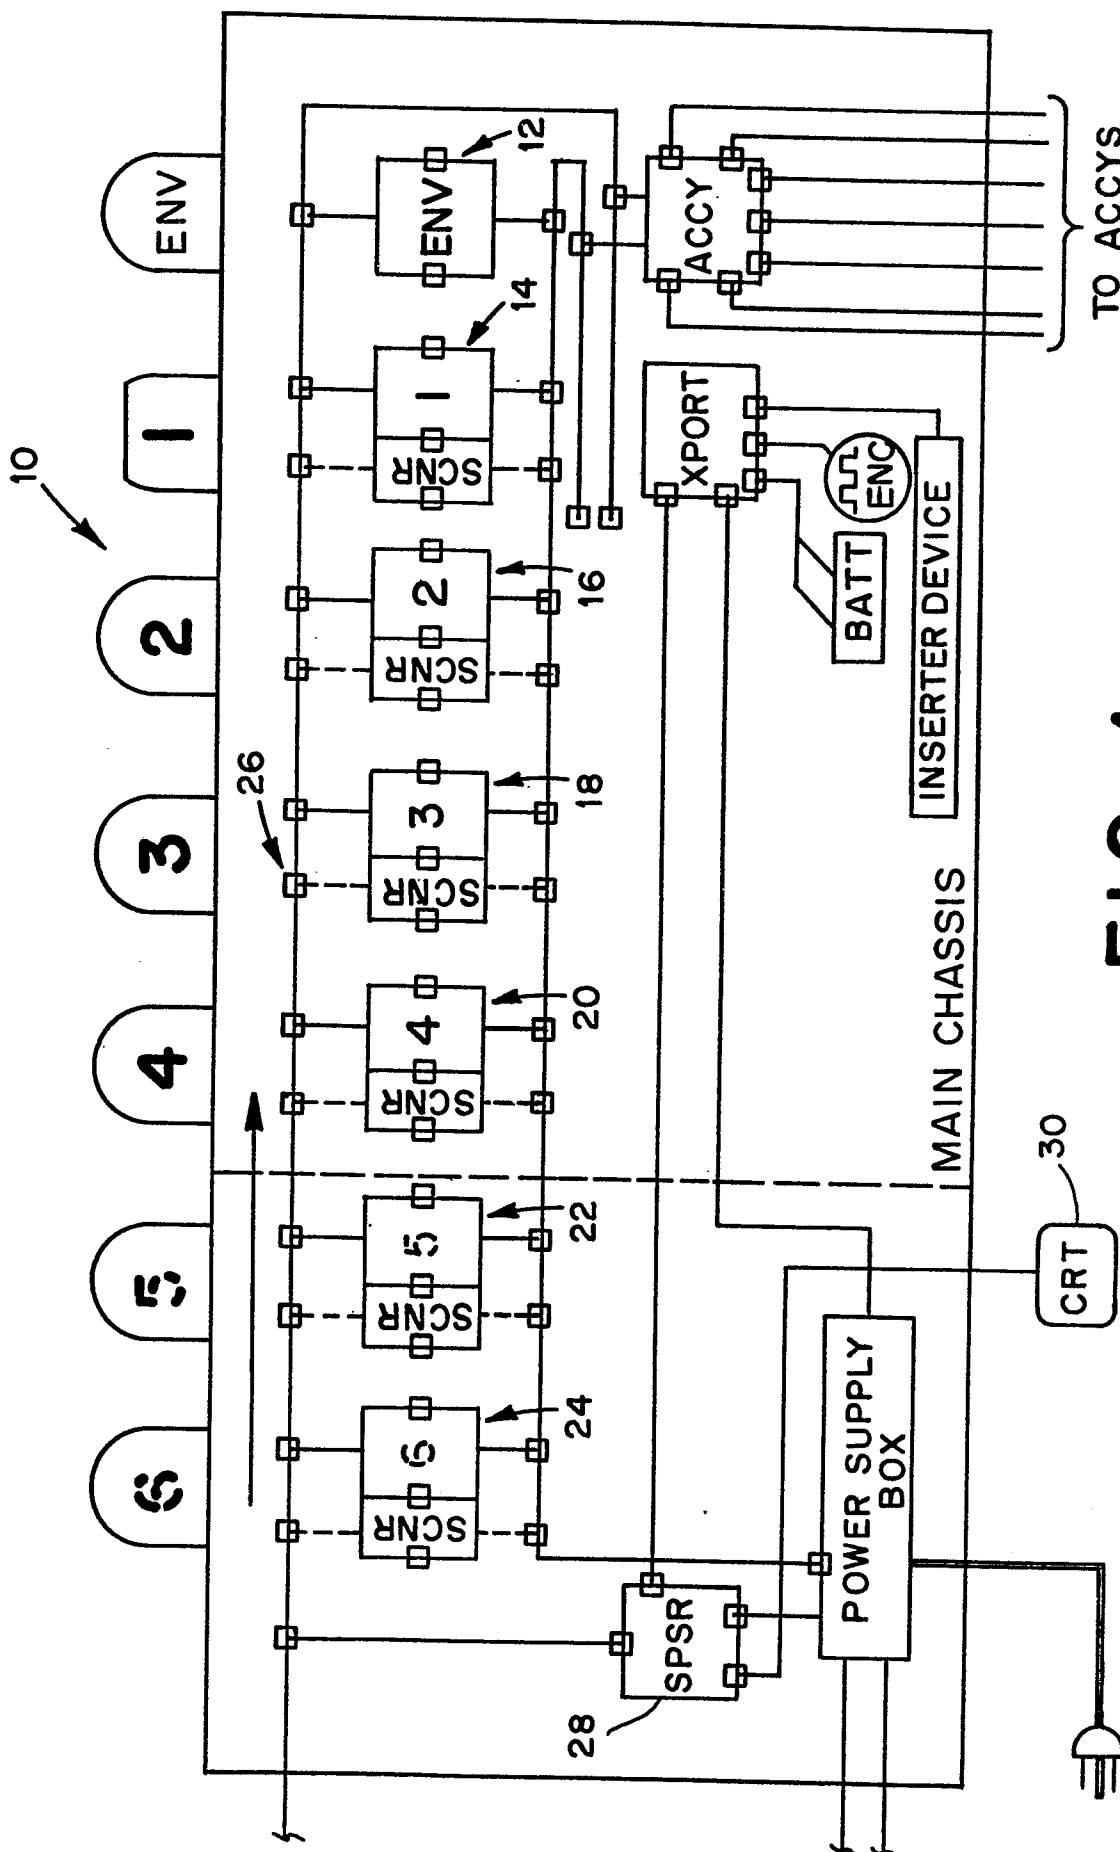 10
6
5
4
3
2
1
ENV
26
SCNR
6
SCNR
5
SCNR
4
SCNR
3
SCNR
2
SCNR
1
ENV
24
22
20
18
16
14
12
28
SPSR
XPORT
ACCY
POWER SUPPLY
BOX
BATT
ENC
INSERTER DEVICE
MAIN CHASSIS
CRT
30
TO ACCYS